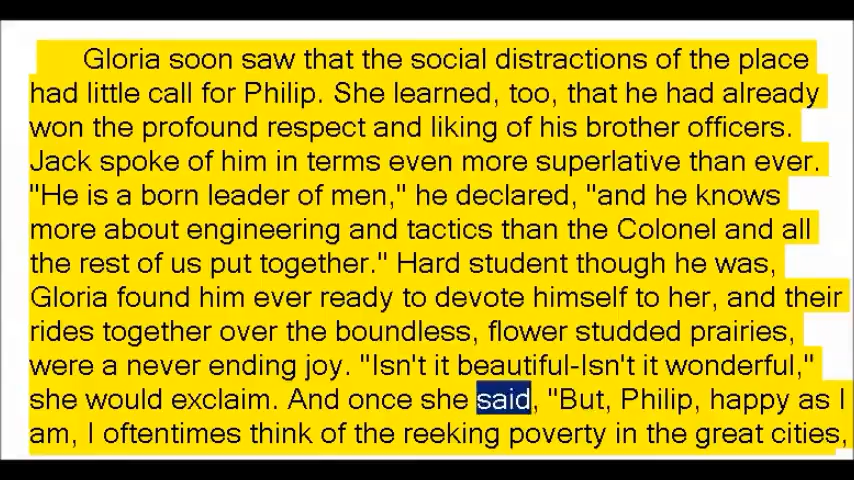 Gloria soon saw that the social distractions of the place
had little call for Philip. She learned, too, that he had already
won the profound respect and liking of his brother officers.
Jack spoke of him in terms even more superlative than ever.
"He is a born leader of men," he declared, "and he knows
more about engineering and tactics than the Colonel and all
the rest of us put together." Hard student though he was,
Gloria found him ever ready to devote himself to her, and their
rides together over the boundless, flower studded prairies,
were a never ending joy. "Isn't it beautiful-Isn't it wonderful,"
she would exclaim. And once she said, "But, Philip, happy as I
am, I oftentimes think of the reeking poverty in the great cities,